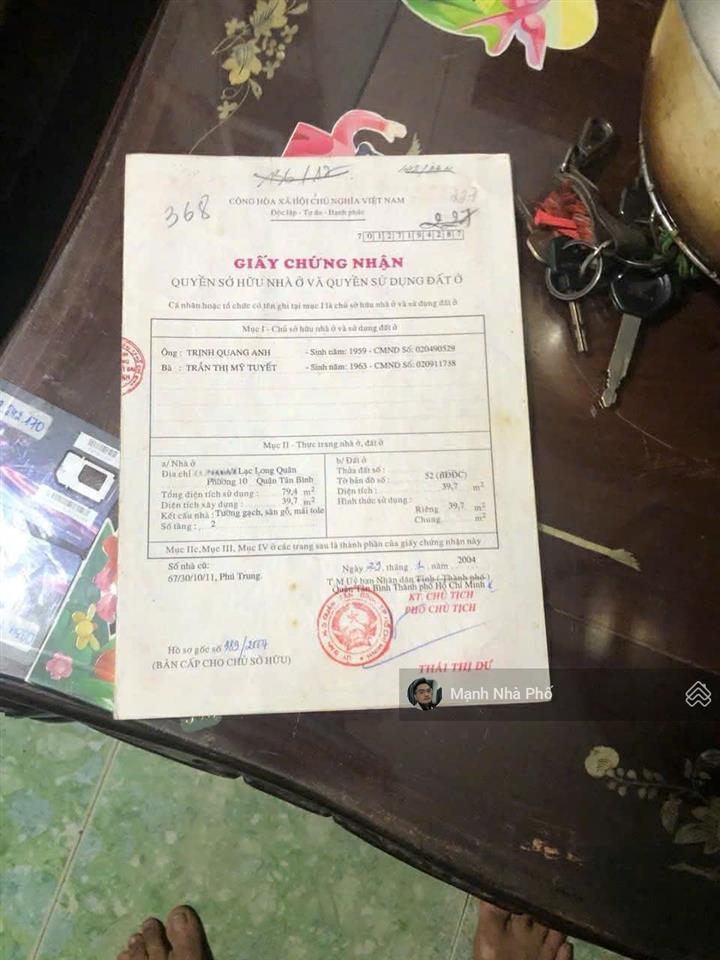 368
CỘNG HÒA XÃ HỘI CHỦ NGHĨA VIỆT NAM
Độc lập - Tự do - Hạnh phúc
227
7 0 1 2 7 1 9 4 2 8 7
GIẤY CHỨNG NHẬN
QUYỀN SỞ HỮU NHÀ Ở VÀ QUYỀN SỬ DỤNG ĐẤT Ở
Cá nhân hoặc tổ chức có tên ghi tại mục I là chủ sở hữu nhà ở và sử dụng đất ở
Mục I - Chủ sở hữu nhà ở và sử dụng đất ở
Ông : TRỊNH QUANG ANH - Sinh năm: 1959 - CMND Số: 020490529
Bà : TRẦN THỊ MỸ TUYẾT - Sinh năm: 1963 - CMND Số: 020911738
Mục II - Thực trạng nhà ở, đất ở
a/ Nhà ở
Địa chỉ Lạc Long Quân
Phường 10 Quận Tân Bình
Tổng diện tích sử dụng : 79,4 m2
Diện tích xây dựng : 39,7 m2
Kết cấu nhà : Tường gạch, sàn gỗ, mái tole
Số tầng : 2
b/ Đất ở
Thửa đất số :
Tờ bản đồ số : 52 (BĐĐC)
Diện tích : 39,7 m2
Hình thức sử dụng :
Riêng 39,7 m2
Chung m2
Mục IIc, Mục III, Mục IV ở các trang sau là thành phần của giấy chứng nhận này
Số nhà cũ:
67/30/10/11, Phú Trung.
Ngày 29 tháng 1 năm 2004
T.M Uỷ ban Nhân dân Tỉnh (Thành phố)
Quận Tân Bình Thành phố Hồ Chí Minh
KT. CHỦ TỊCH
PHÓ CHỦ TỊCH
Hồ sơ gốc số 989/2004
(BẢN CẤP CHO CHỦ SỞ HỮU)
THÁI THỊ DƯ
Mạnh Nhà Phố